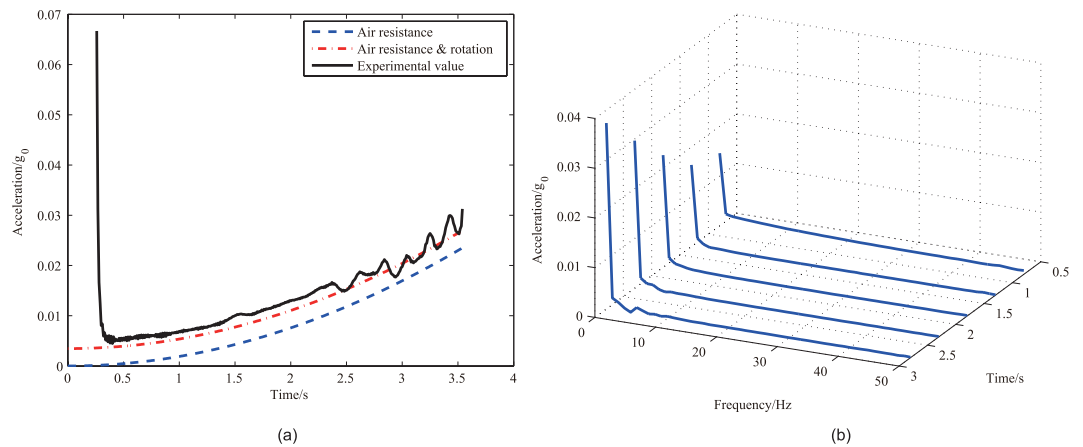 0.07
0.06
0.05
0.04
0.03
0.02
0.01
0
Acceleration/g0
0 0.5 1 1.5 2 2.5 3 3.5 4
Time/s
Air resistance
Air resistance & rotation
Experimental value
(a)
0.04
0.03
0.02
0.01
0
Acceleration/g0
0 10 20 30 40 50
Frequency/Hz
0.5
1
1.5
2
2.5
3
Time/s
(b)